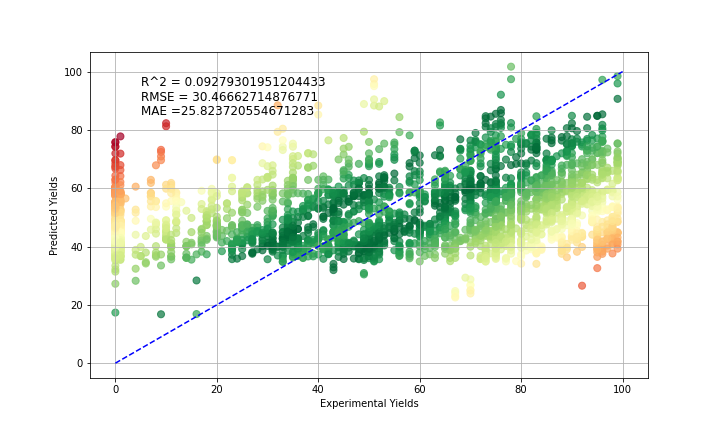 R^2 = 0.09279301951204433
RMSE = 30.46662714876771
MAE =25.823720554671283
100
80
60
40
20
0
Predicted Yields
0 20 40 60 80 100
Experimental Yields